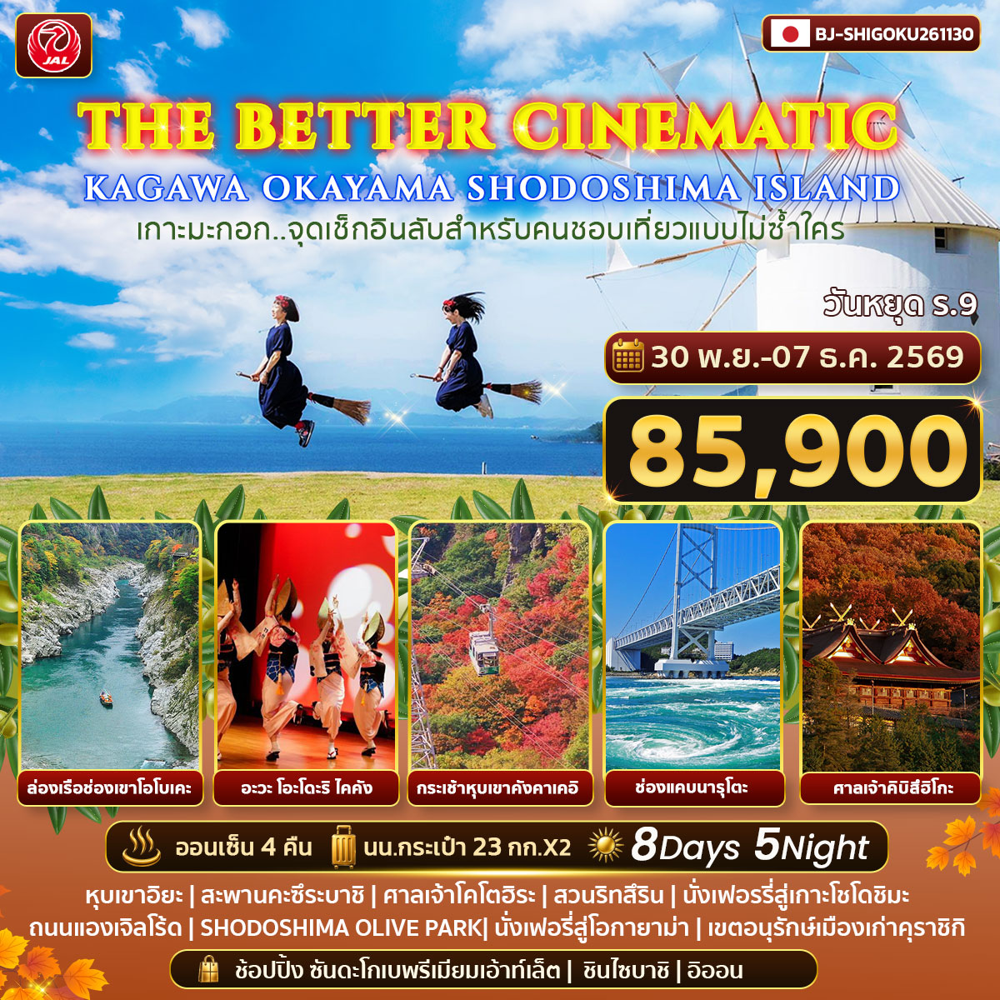 JAL
BJ-SHIGOKU261130
THE BETTER CINEMATIC
KAGAWA OKAYAMA SHODOSHIMA ISLAND
เกาะมะกอก..จุดเช็กอินลับสำหรับคนชอบเที่ยวแบบไม่ซ้ำใคร
วันหยุด ร.9
30 พ.ย.-07 ธ.ค. 2569
85,900
ล่องเรือช่องเขาโอโบเคะ
อะวะ โอะโดะริ ไคคัง
กระเช้าหุบเขาคังคาเคอิ
ช่องแคบนารุโตะ
ศาลเจ้าคิบิสึฮิโกะ
ออนเซ็น 4 คืน นน.กระเป๋า 23 กก.X2 8Days 5Night
หุบเขาอิยะ | สะพานคะซึระบาชิ | ศาลเจ้าโคโตฮิระ | สวนริทสึริน | นั่งเฟอรรี่สู่เกาะโชโดชิมะ
ถนนแองเจิลโร้ด | SHODOSHIMA OLIVE PARK| นั่งเฟอรี่สู่โอกายาม่า | เขตอนุรักษ์เมืองเก่าคุราชิกิ
ช้อปปิ้ง ซันดะโกเบพรีเมียมเอ้าท์เล็ต | ชินไซบาชิ | อิออน